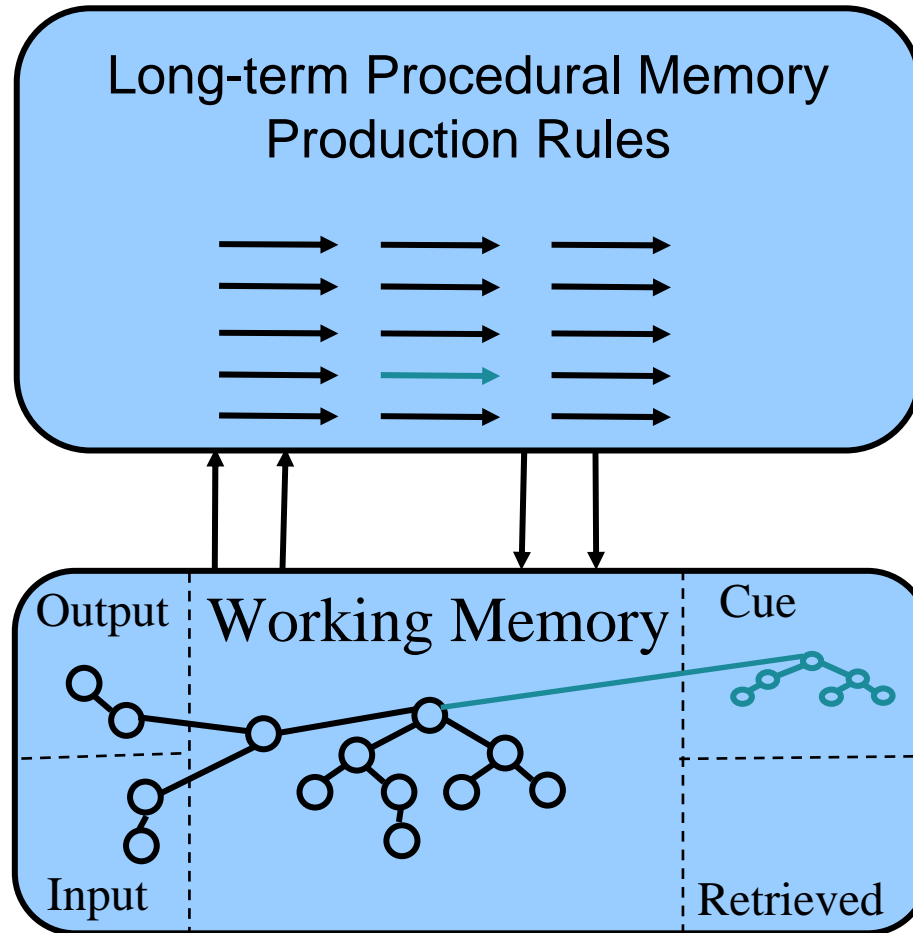 Long-term Procedural Memory
Production Rules
Output
Working Memory
Cue
Input
Retrieved